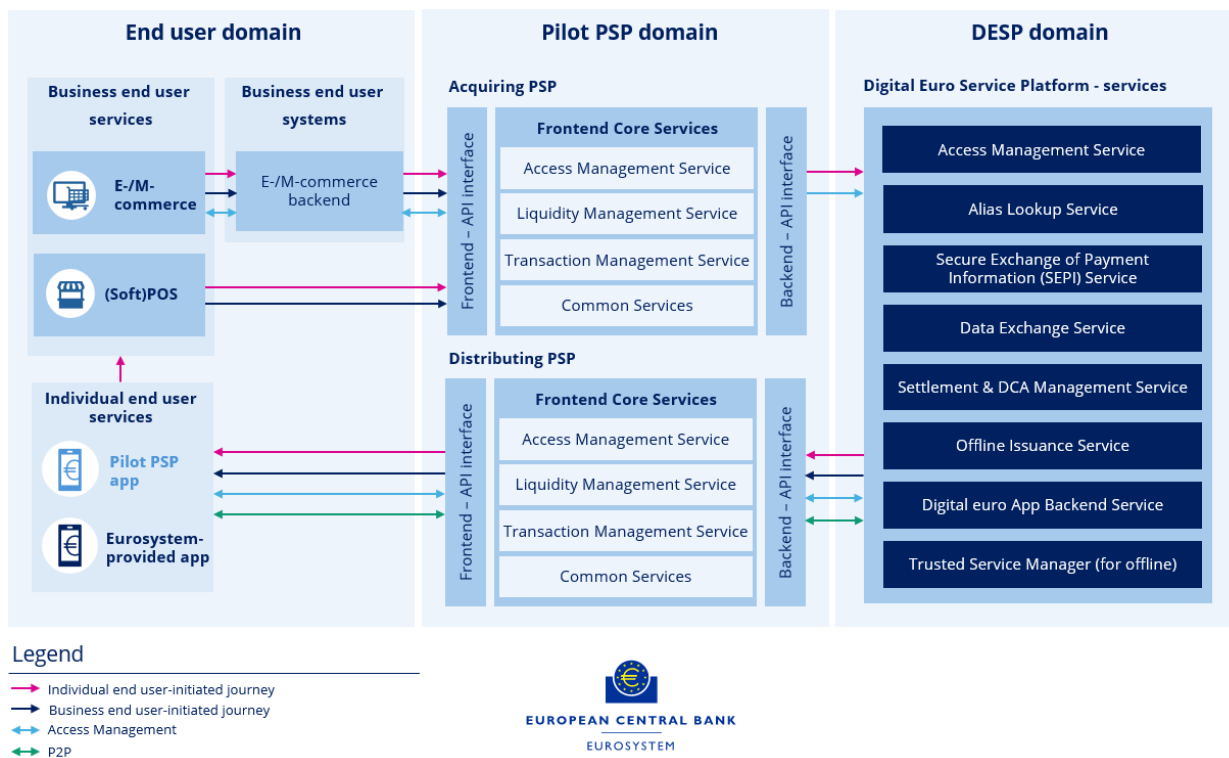 End user domain
Business end user
services
Business end user
systems
E-/M-
commerce
E-/M-commerce
backend
(Soft)POS
Individual end user
services
Pilot PSP
app
Eurosystem-
provided app
Pilot PSP domain
Acquiring PSP
Frontend – API interface
Frontend Core Services
Access Management Service
Liquidity Management Service
Transaction Management Service
Common Services
Backend – API interface
Distributing PSP
Frontend – API interface
Frontend Core Services
Access Management Service
Liquidity Management Service
Transaction Management Service
Common Services
Backend – API interface
DESP domain
Digital Euro Service Platform - services
Access Management Service
Alias Lookup Service
Secure Exchange of Payment
Information (SEPI) Service
Data Exchange Service
Settlement & DCA Management Service
Offline Issuance Service
Digital euro App Backend Service
Trusted Service Manager (for offline)
Legend
Individual end user-initiated journey
Business end user-initiated journey
Access Management
P2P
EUROPEAN CENTRAL BANK
EUROSYSTEM